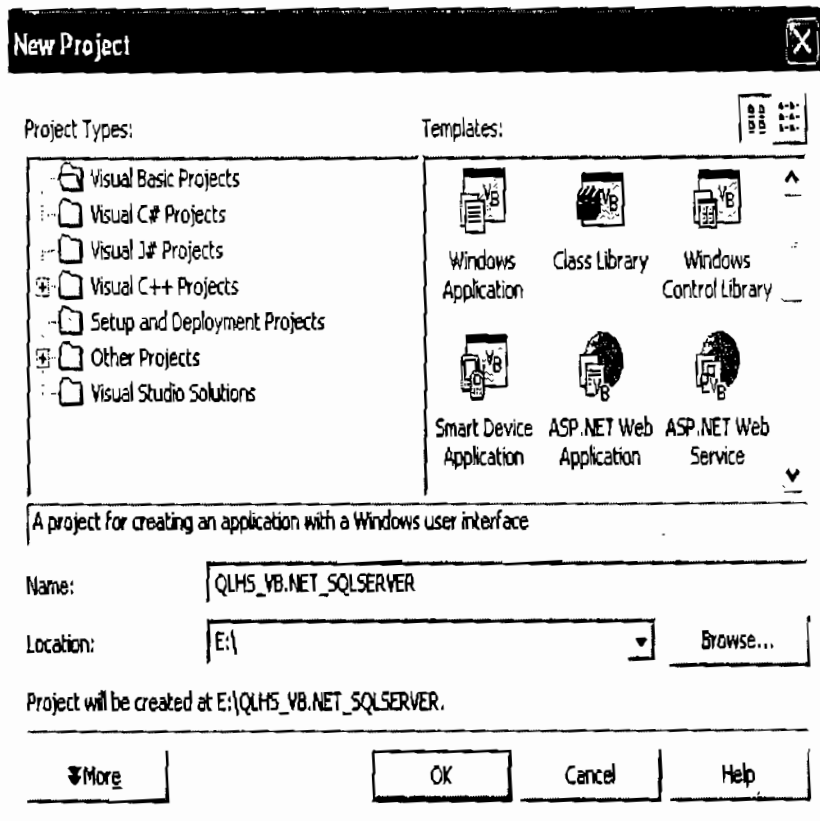 New Project
Project Types:
Templates:
Visual Basic Projects
Visual C# Projects
Visual J# Projects
Visual C++ Projects
Setup and Deployment Projects
Other Projects
Visual Studio Solutions
Windows Application
Class Library
Windows Control Library
Smart Device Application
ASP.NET Web Application
ASP.NET Web Service
A project for creating an application with a Windows user interface
Name:
QLHS_VB.NET_SQLSERVER
Location:
E:\
Browse...
Project will be created at E:\QLHS_VB.NET_SQLSERVER.
More
OK
Cancel
Help